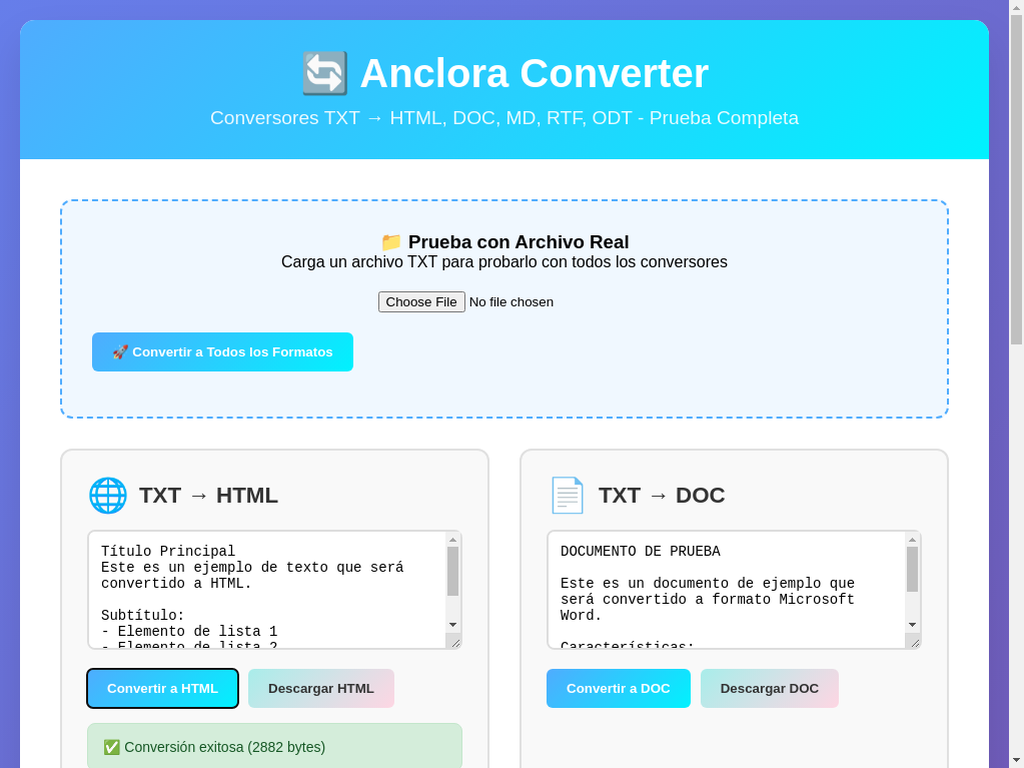 Anclora Converter
Conversores TXT → HTML, DOC, MD, RTF, ODT - Prueba Completa
Prueba con Archivo Real
Carga un archivo TXT para probarlo con todos los conversores
Choose File No file chosen
Convertir a Todos los Formatos
TXT → HTML
Título Principal
Este es un ejemplo de texto que será
convertido a HTML.
Subtítulo:
- Elemento de lista 1
- Elemento de lista 2
Convertir a HTML
Descargar HTML
Conversión exitosa (2882 bytes)
TXT → DOC
DOCUMENTO DE PRUEBA
Este es un documento de ejemplo que
será convertido a formato Microsoft
Word.
Características:
Convertir a DOC
Descargar DOC